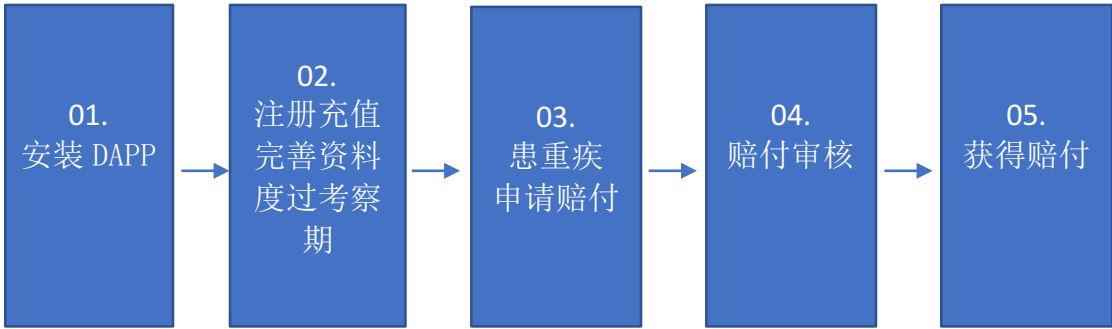 01.
安装 DAPP
02.
注册充值
完善资料
度过考察
期
03.
患重疾
申请赔付
04.
赔付审核
05.
获得赔付